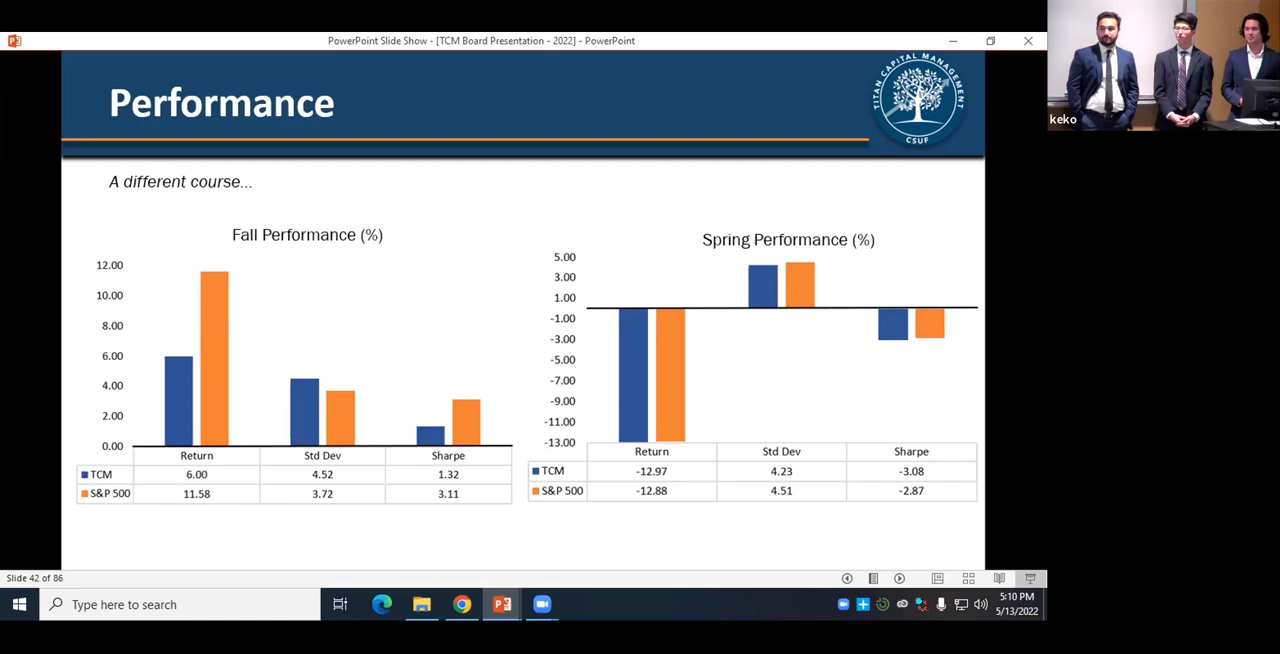 PowerPoint Slide Show - [TCM Board Presentation - 2022] - PowerPoint
keko
Performance
TITAN CAPITAL MANAGEMENT
CSUF
A different course...
Fall Performance (%)
12.00
10.00
8.00
6.00
4.00
2.00
0.00
Return Std Dev Sharpe
TCM 6.00 4.52 1.32
S&P 500 11.58 3.72 3.11
Spring Performance (%)
5.00
3.00
1.00
-1.00
-3.00
-5.00
-7.00
-9.00
-11.00
-13.00
Return Std Dev Sharpe
TCM -12.97 4.23 -3.08
S&P 500 -12.88 4.51 -2.87
Slide 42 of 86
Type here to search
5:10 PM
5/13/2022